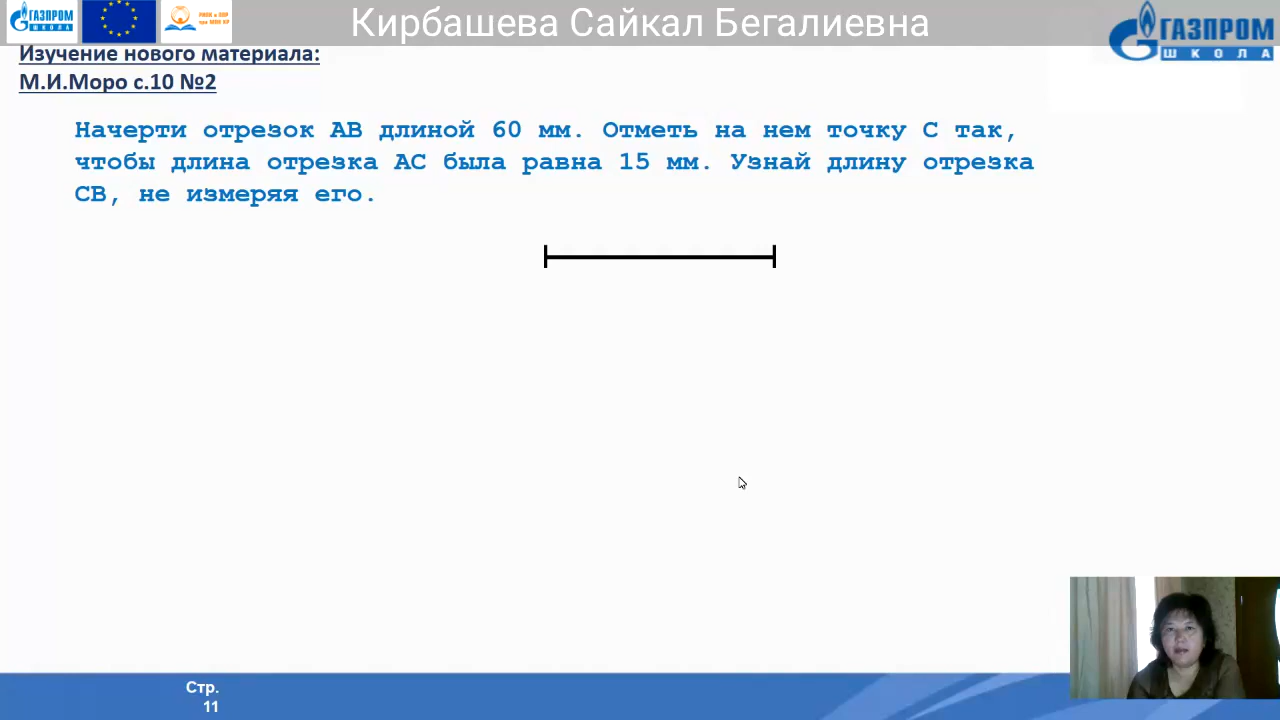 ГАЗПРОМ
ШКОЛА
Кирбашева Сайкал Бегалиевна
ГАЗПРОМ
ШКОЛА
Изучение нового материала:
М.И.Моро с.10 №2
Начерти отрезок АВ длиной 60 мм. Отметь на нем точку С так,
чтобы длина отрезка АС была равна 15 мм. Узнай длину отрезка
СВ, не измеряя его.
Стр.
11